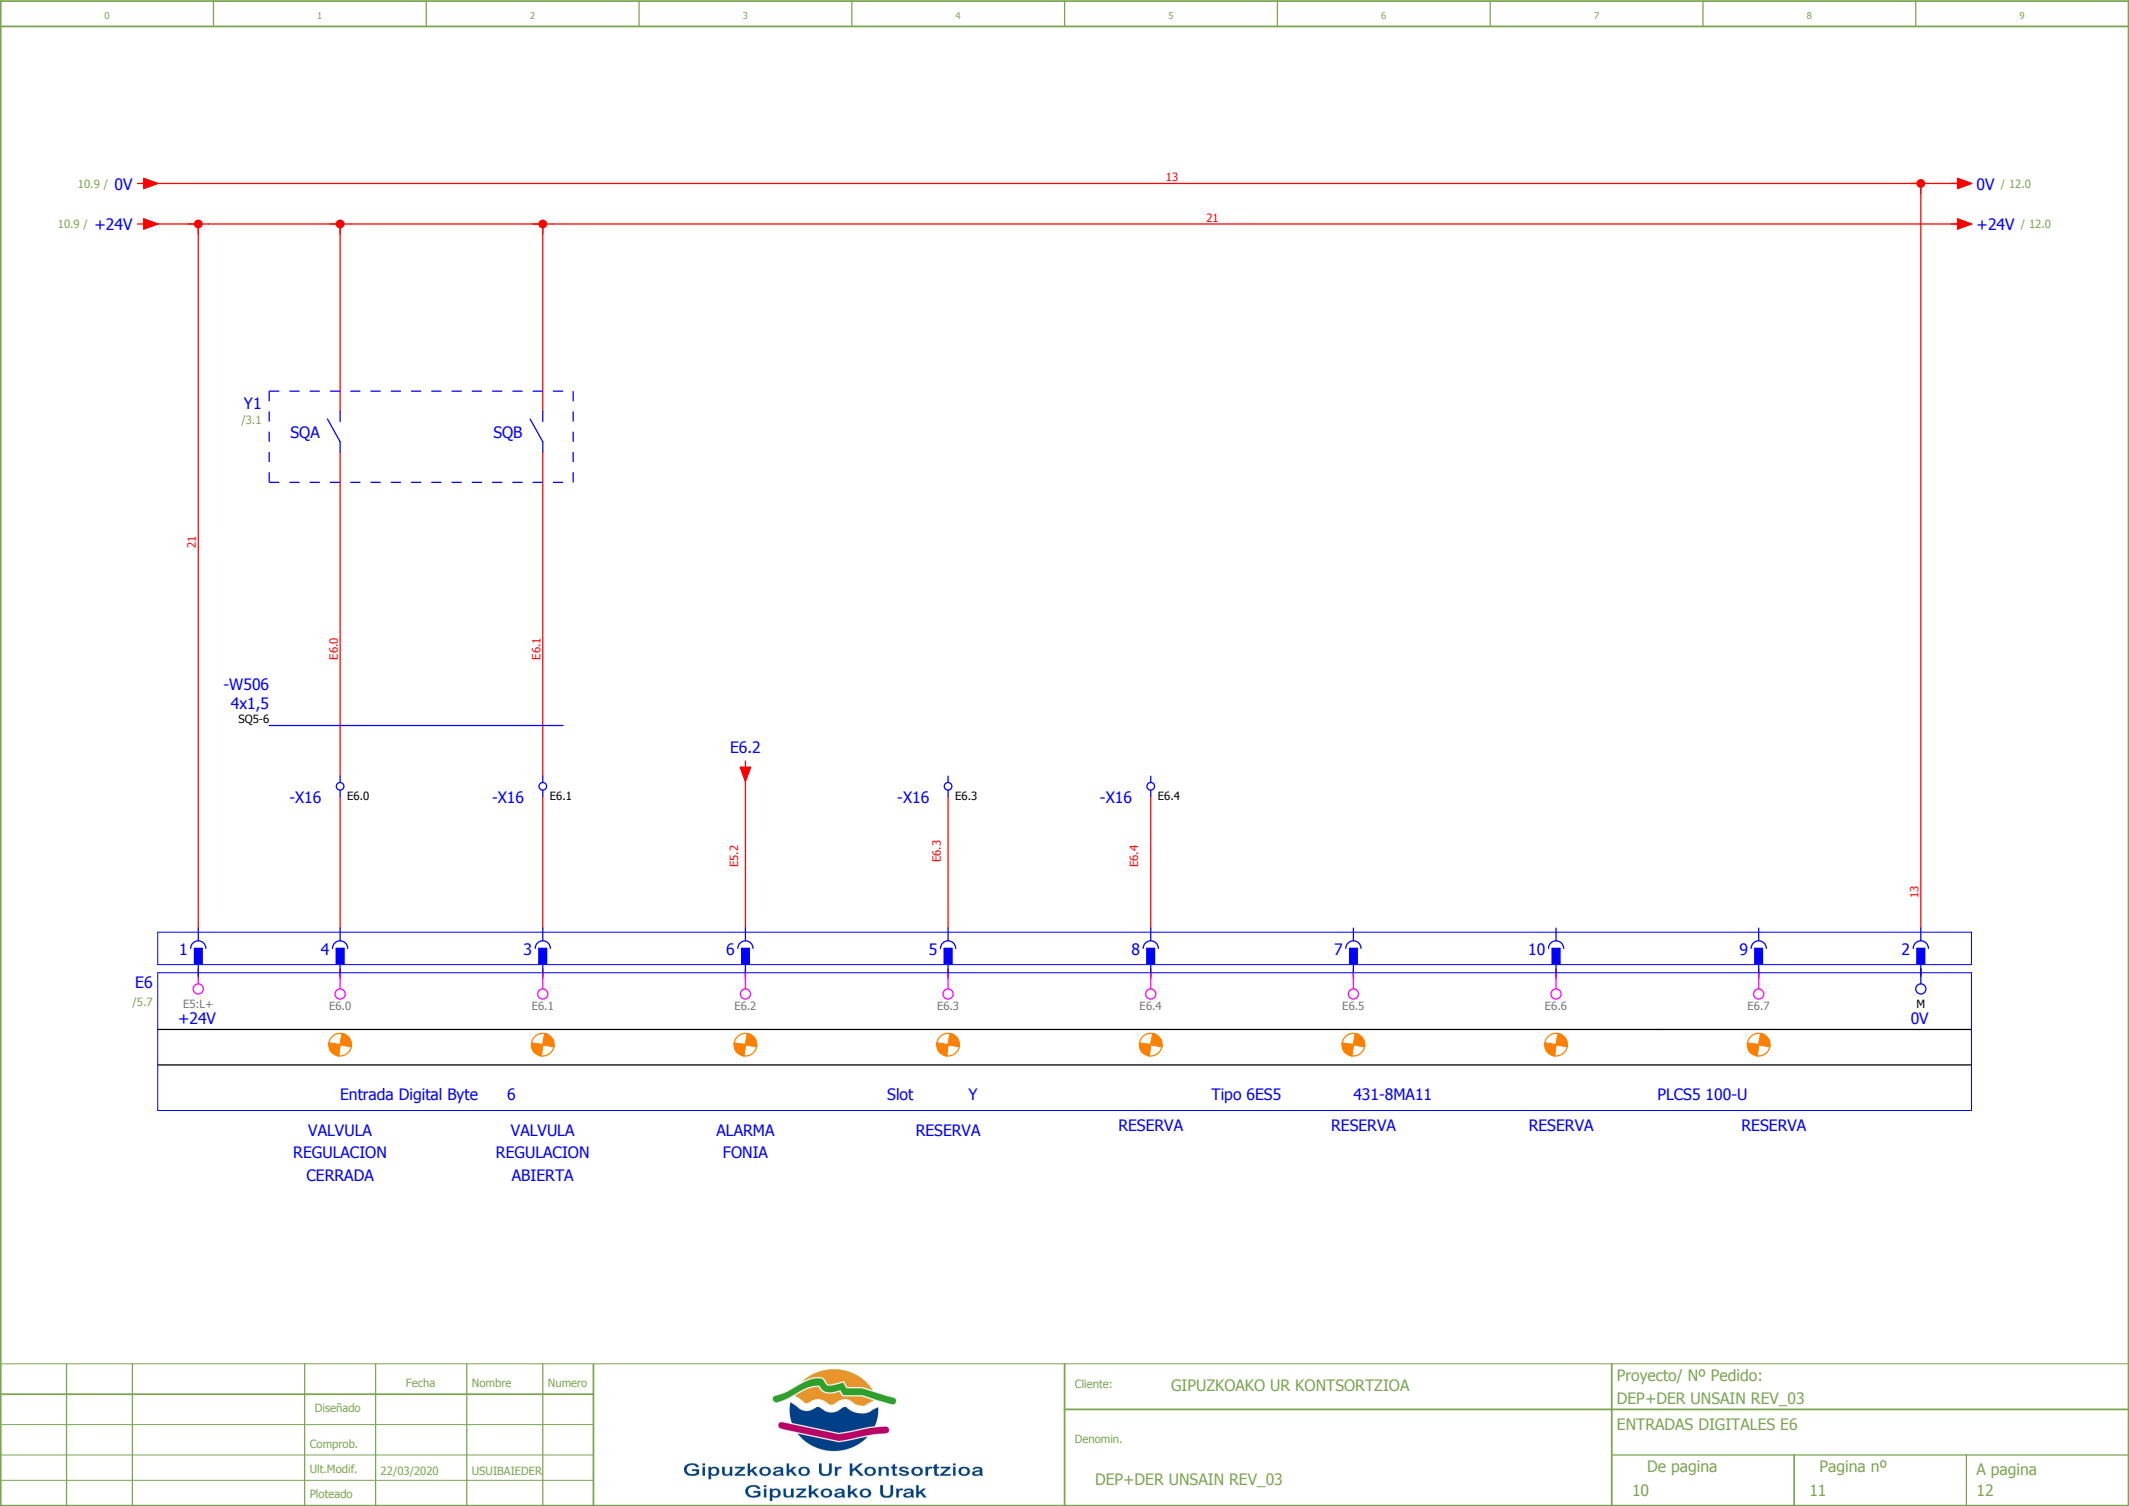 0 1 2 3 4 5 6 7 8 9
10.9 / 0V 13 0V / 12.0
10.9 / +24V 21 +24V / 12.0
Y1
/3.1
SQA SQB
21
E6.0 E6.1
-W506
4x1,5
SQ5-6
E6.2
-X16 E6.0 -X16 E6.1 -X16 E6.3 -X16 E6.4
E5.2 E6.3 E6.4
13
1 4 3 6 5 8 7 10 9 2
E6
/5.7
E5:L+ E6.0 E6.1 E6.2 E6.3 E6.4 E6.5 E6.6 E6.7 M
+24V 0V
Entrada Digital Byte 6 Slot Y Tipo 6ES5 431-8MA11 PLCS5 100-U
VALVULA
REGULACION
CERRADA
VALVULA
REGULACION
ABIERTA
ALARMA
FONIA
RESERVA
RESERVA
RESERVA
RESERVA
RESERVA
Fecha Nombre Numero
Diseñado
Comprob.
Ult.Modif. 22/03/2020 USUIBAIEDER
Ploteado
Gipuzkoako Ur Kontsortzioa
Gipuzkoako Urak
Cliente: GIPUZKOAKO UR KONTSORTZIOA
Denomin.
DEP+DER UNSAIN REV_03
Proyecto/ Nº Pedido:
DEP+DER UNSAIN REV_03
ENTRADAS DIGITALES E6
De pagina Pagina nº A pagina
10 11 12